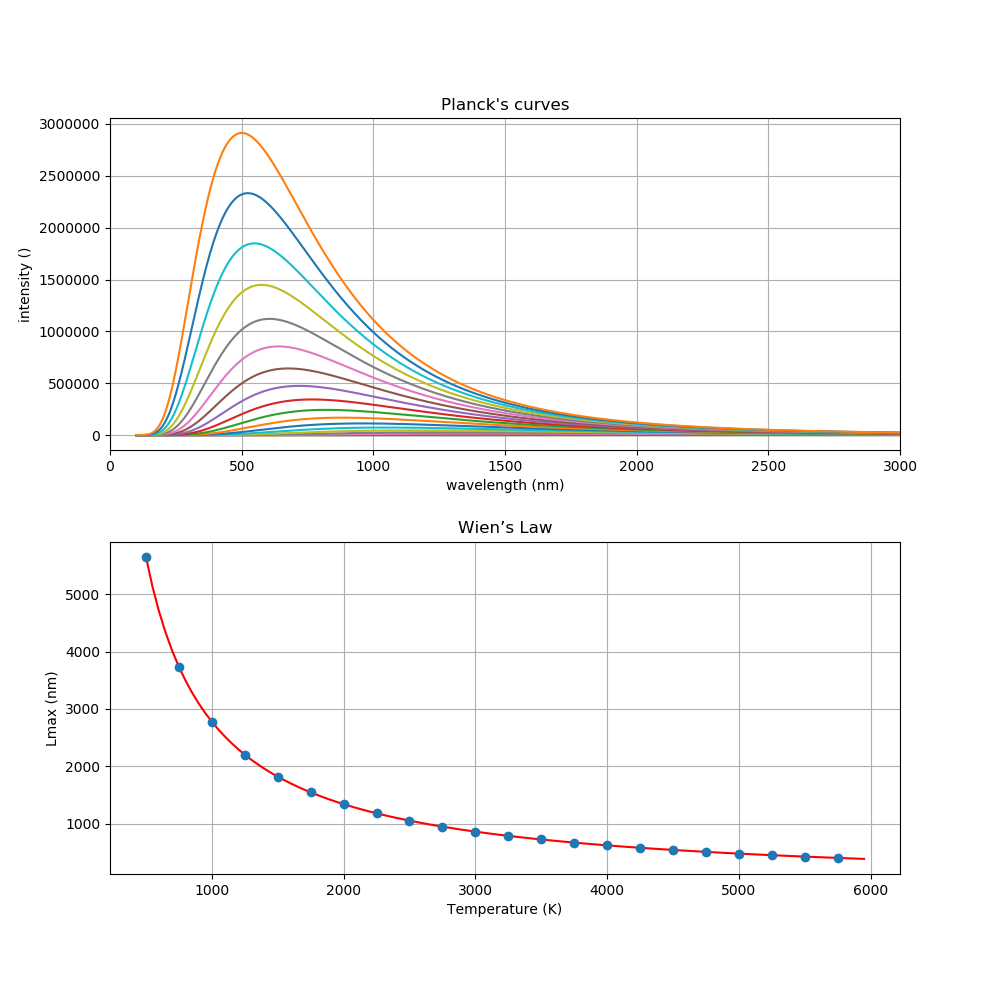 Planck's curves
3000000
2500000
2000000
1500000
1000000
500000
0
intensity ()
0 500 1000 1500 2000 2500 3000
wavelength (nm)
Wien’s Law
5000
4000
3000
2000
1000
Lmax (nm)
1000 2000 3000 4000 5000 6000
Temperature (K)